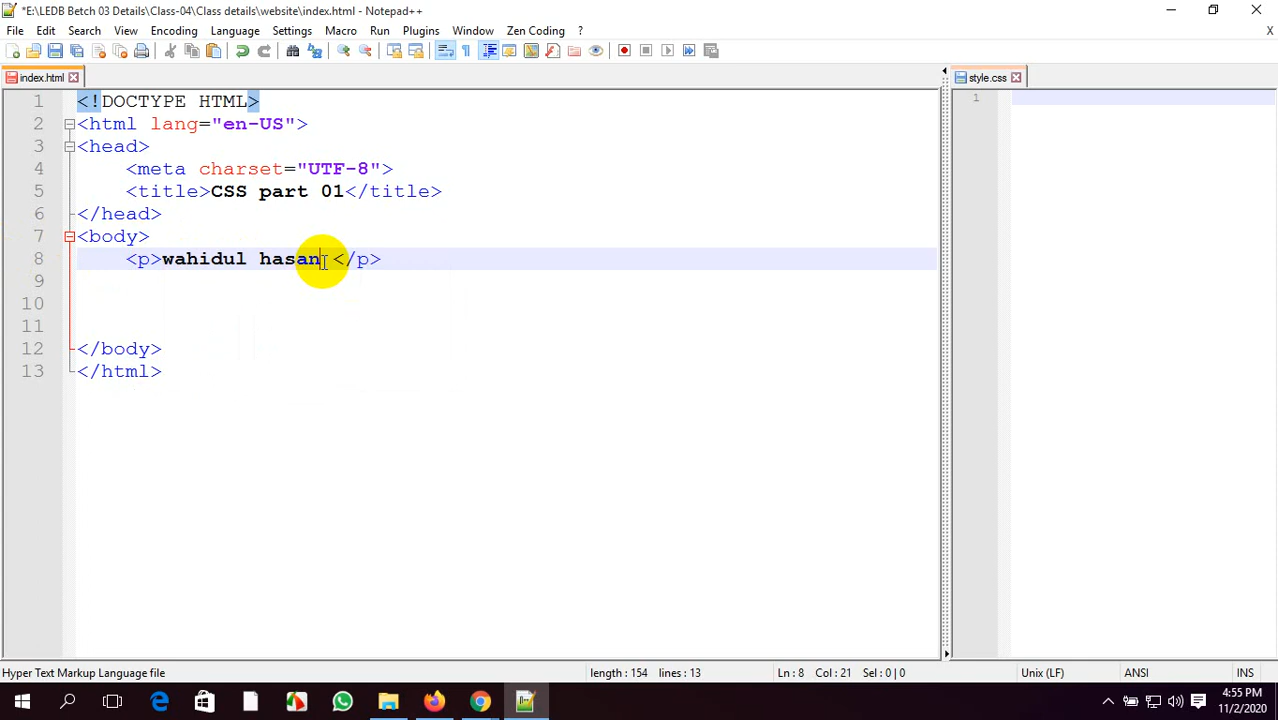 *E:\LEDB Betch 03 Details\Class-04\Class details\website\index.html - Notepad++
File Edit Search View Encoding Language Settings Macro Run Plugins Window Zen Coding ? X
index.html
style.css
1 <!DOCTYPE HTML>
2 <html lang="en-US">
3 <head>
4 <meta charset="UTF-8">
5 <title>CSS part 01</title>
6 </head>
7 <body>
8 <p>wahidul hasan </p>
9
10
11
12 </body>
13 </html>
1
Hyper Text Markup Language file length : 154 lines : 13 Ln : 8 Col : 21 Sel : 0 | 0 Unix (LF) ANSI INS
4:55 PM
11/2/2020